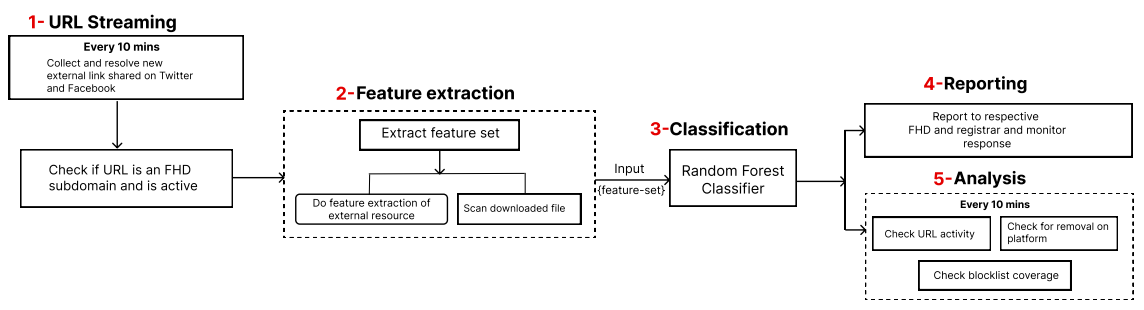 1- URL Streaming
Every 10 mins
Collect and resolve new
external link shared on Twitter
and Facebook
Check if URL is an FHD
subdomain and is active
2-Feature extraction
Extract feature set
Do feature extraction of
external resource
Scan downloaded file
Input
{feature-set}
3-Classification
Random Forest
Classifier
4-Reporting
Report to respective
FHD and registrar and monitor
response
5-Analysis
Every 10 mins
Check URL activity
Check for removal on
platform
Check blocklist coverage